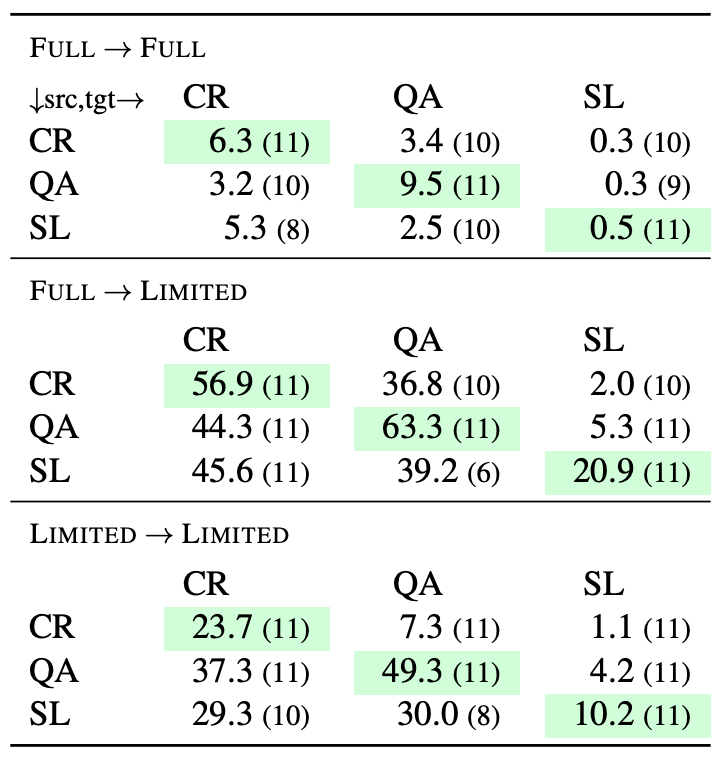 FULL → FULL
↓src,tgt→ CR QA SL
CR 6.3 (11) 3.4 (10) 0.3 (10)
QA 3.2 (10) 9.5 (11) 0.3 (9)
SL 5.3 (8) 2.5 (10) 0.5 (11)
FULL → LIMITED
CR QA SL
CR 56.9 (11) 36.8 (10) 2.0 (10)
QA 44.3 (11) 63.3 (11) 5.3 (11)
SL 45.6 (11) 39.2 (6) 20.9 (11)
LIMITED → LIMITED
CR QA SL
CR 23.7 (11) 7.3 (11) 1.1 (11)
QA 37.3 (11) 49.3 (11) 4.2 (11)
SL 29.3 (10) 30.0 (8) 10.2 (11)